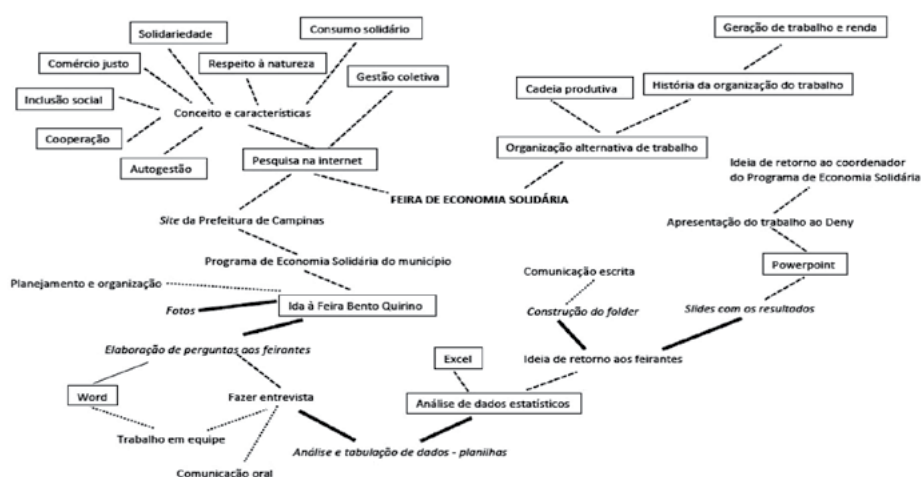 Geração de trabalho e renda
Consumo solidário
Solidariedade
Comércio justo
Respeito à natureza
Gestão coletiva
História da organização do trabalho
Cadeia produtiva
Inclusão social
Conceito e características
Cooperação
Organização alternativa de trabalho
Pesquisa na internet
Autogestão
Ideia de retorno ao coordenador
do Programa de Economia Solidária
FEIRA DE ECONOMIA SOLIDÁRIA
Site da Prefeitura de Campinas
Apresentação do trabalho ao Deny
Programa de Economia Solidária do município
Powerpoint
Comunicação escrita
Planejamento e organização
Ida à Feira Bento Quirino
Fotos
Construção do folder
Slides com os resultados
Elaboração de perguntas aos feirantes
Excel
Ideia de retorno aos feirantes
Word
Fazer entrevista
Análise de dados estatísticos
Trabalho em equipe
Análise e tabulação de dados - planilhas
Comunicação oral